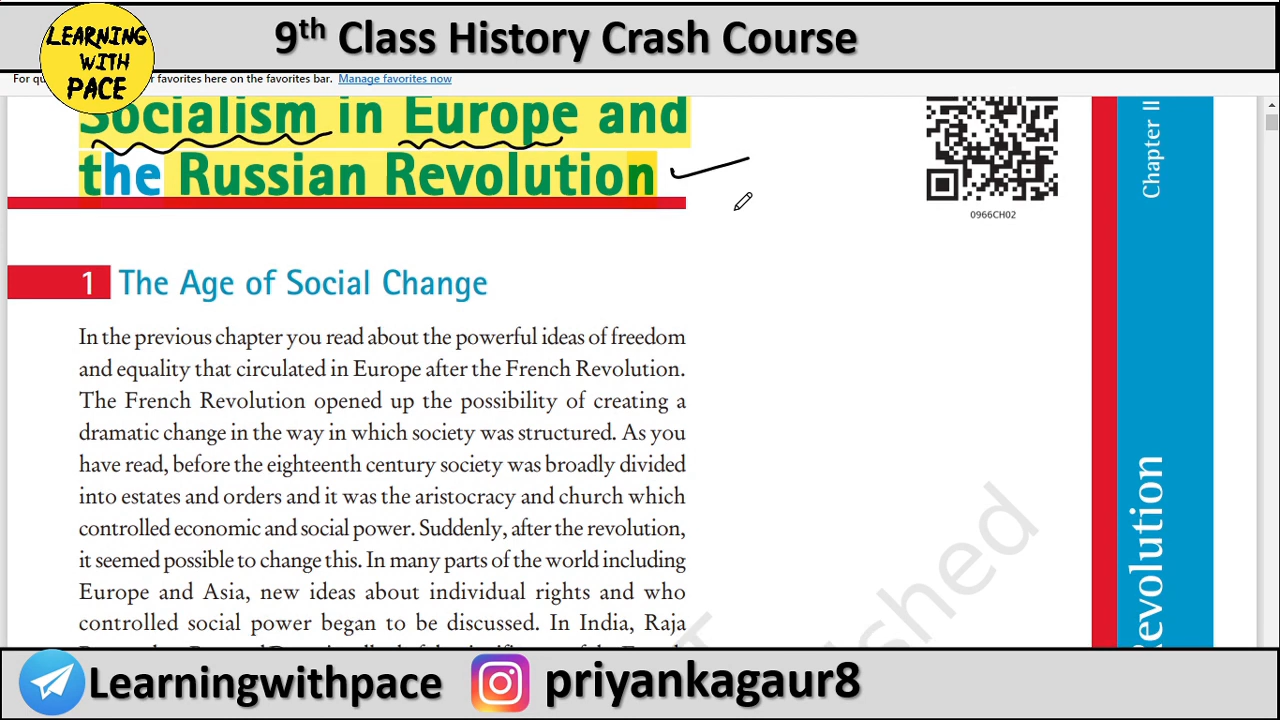 LEARNING
WITH
PACE
9th Class History Crash Course
For qu
r favorites here on the favorites bar. Manage favorites now
Socialism in Europe and
the Russian Revolution
0966CH02
Chapter II
1 The Age of Social Change
In the previous chapter you read about the powerful ideas of freedom
and equality that circulated in Europe after the French Revolution.
The French Revolution opened up the possibility of creating a
dramatic change in the way in which society was structured. As you
have read, before the eighteenth century society was broadly divided
into estates and orders and it was the aristocracy and church which
controlled economic and social power. Suddenly, after the revolution,
it seemed possible to change this. In many parts of the world including
Europe and Asia, new ideas about individual rights and who
controlled social power began to be discussed. In India, Raja
evolution
shed
Learningwithpace
priyankagaur8